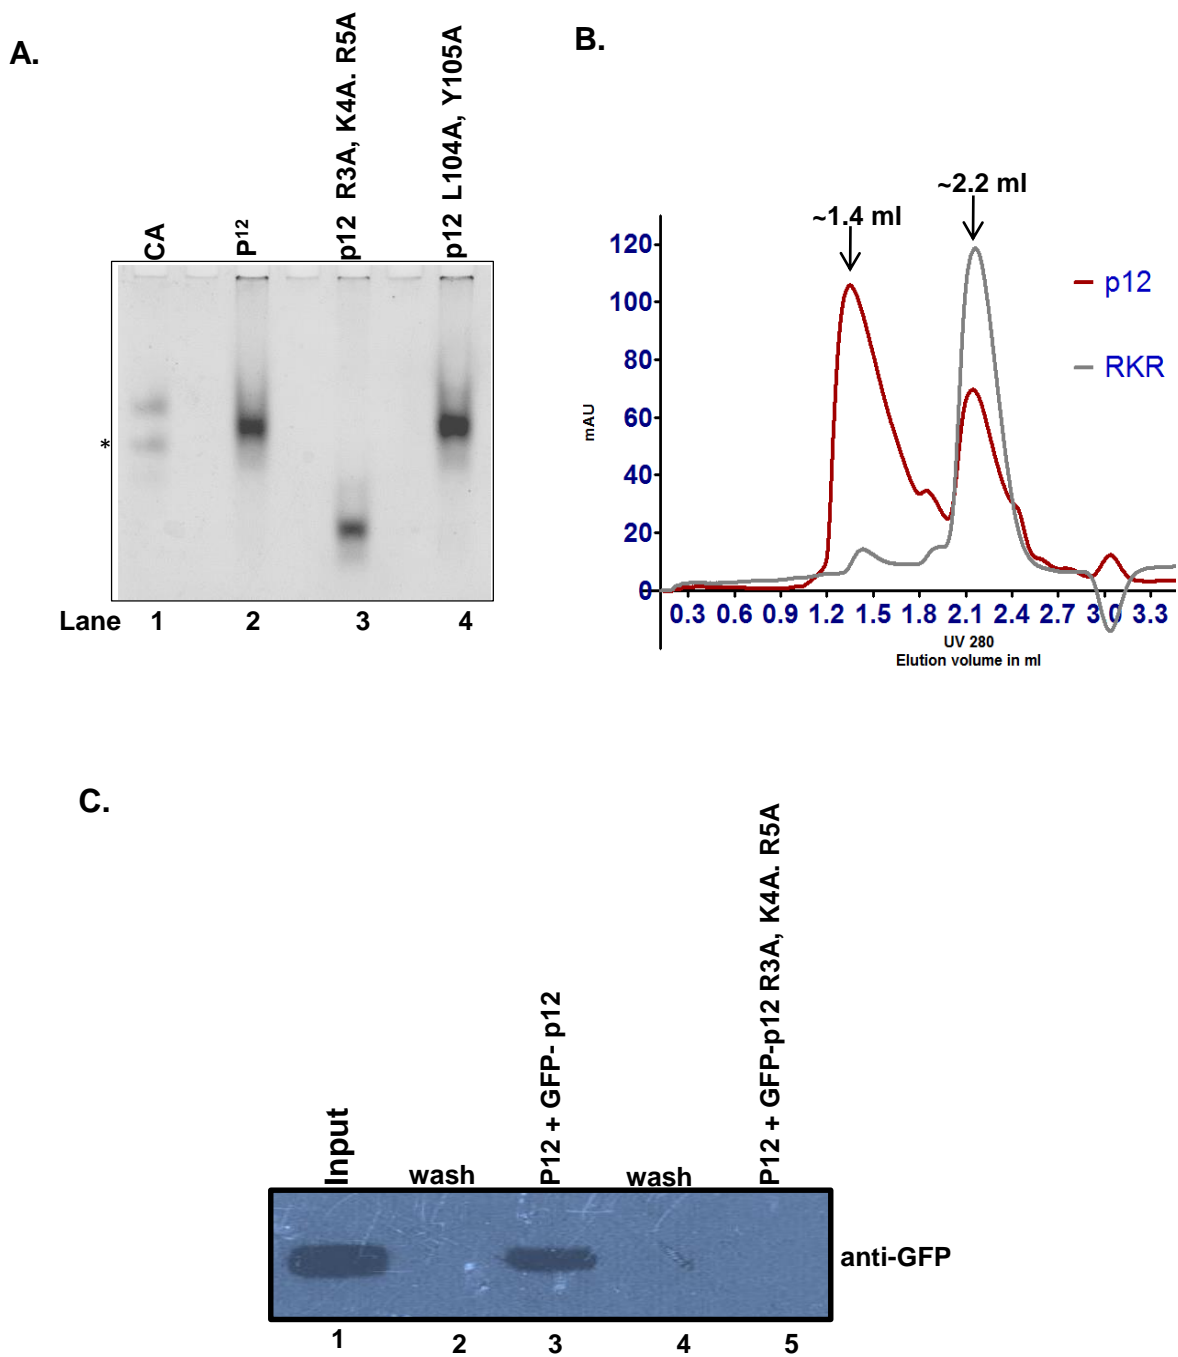 A.
CA
P12
p12 R3A, K4A. R5A
p12 L104A, Y105A
*
Lane 1 2 3 4
B.
~1.4 ml
~2.2 ml
120
100
80
60
40
20
0
mAU
p12
RKR
0.3 0.6 0.9 1.2 1.5 1.8 2.1 2.4 2.7 3.0 3.3
UV 280
Elution volume in ml
C.
Input
wash
P12 + GFP- p12
wash
P12 + GFP-p12 R3A, K4A. R5A
anti-GFP
1 2 3 4 5